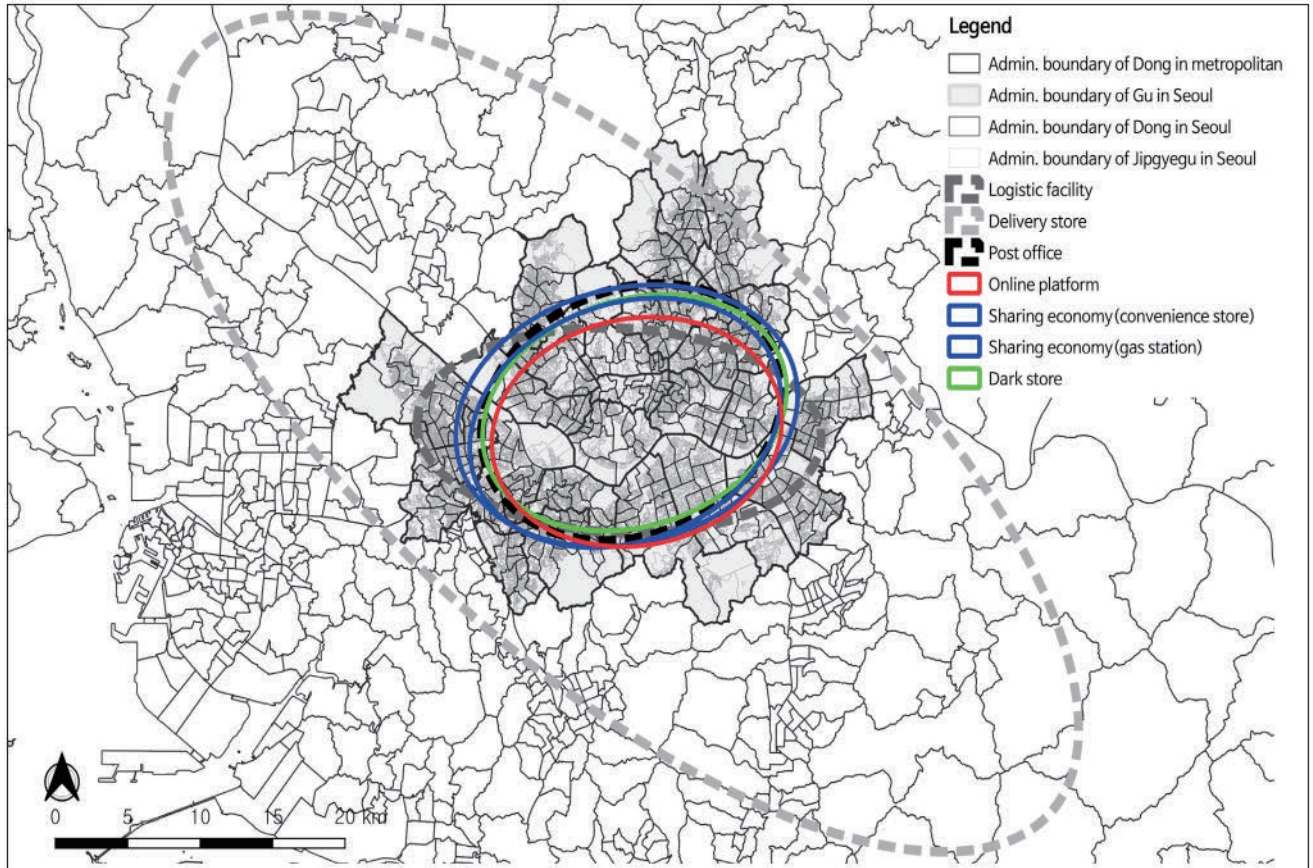 Legend
Admin. boundary of Dong in metropolitan
Admin. boundary of Gu in Seoul
Admin. boundary of Dong in Seoul
Admin. boundary of Jipgyegu in Seoul
Logistic facility
Delivery store
Post office
Online platform
Sharing economy (convenience store)
Sharing economy (gas station)
Dark store
0 5 10 15 20 km